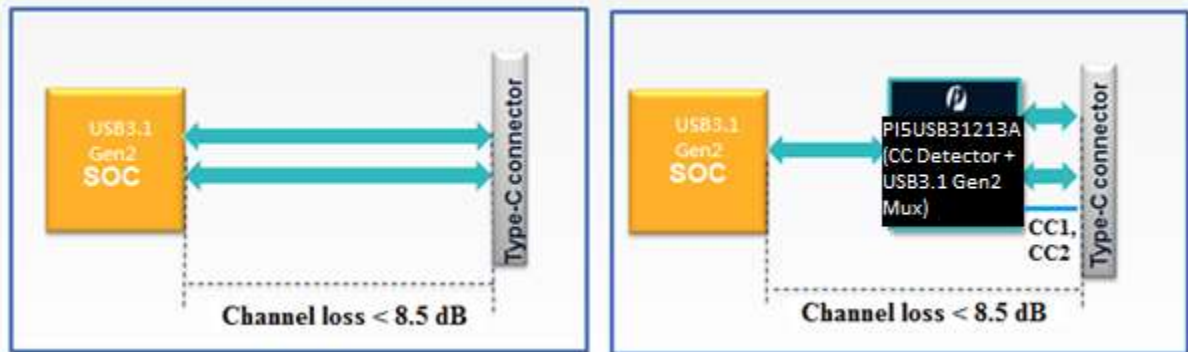 USB3.1
Gen2
SOC
Type-C connector
Channel loss < 8.5 dB
USB3.1
Gen2
SOC
PI5USB31213A
(CC Detector +
USB3.1 Gen2
Mux)
CC1,
CC2
Type-C connector
Channel loss < 8.5 dB